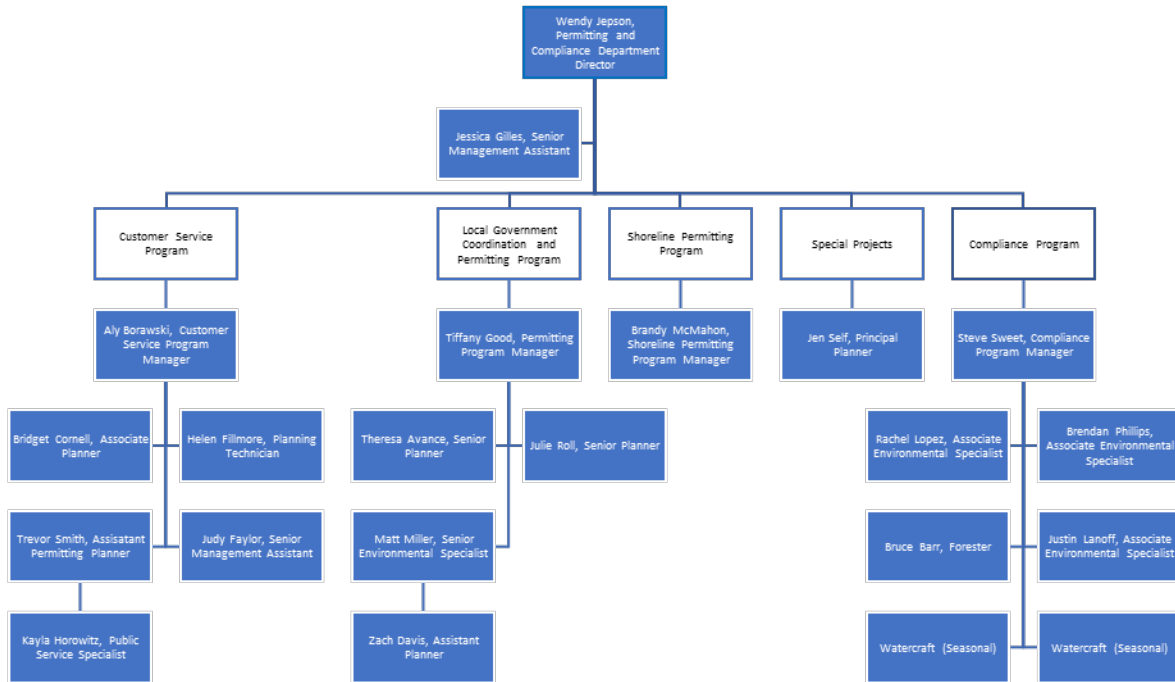 Wendy Jepson,
Permitting and
Compliance Department
Director
Jessica Gilles, Senior
Management Assistant
Customer Service
Program
Local Government
Coordination and
Permitting Program
Shoreline Permitting
Program
Special Projects
Compliance Program
Aly Borawski, Customer
Service Program
Manager
Tiffany Good, Permitting
Program Manager
Brandy McMahon,
Shoreline Permitting
Program Manager
Jen Self, Principal
Planner
Steve Sweet, Compliance
Program Manager
Bridget Cornell, Associate
Planner
Helen Fillmore, Planning
Technician
Theresa Avance, Senior
Planner
Julie Roll, Senior Planner
Rachel Lopez, Associate
Environmental Specialist
Brendan Phillips,
Associate Environmental
Specialist
Trevor Smith, Assisatant
Permitting Planner
Judy Faylor, Senior
Management Assistant
Matt Miller, Senior
Environmental Specialist
Bruce Barr, Forester
Justin Lanoff, Associate
Environmental Specialist
Kayla Horowitz, Public
Service Specialist
Zach Davis, Assistant
Planner
Watercraft (Seasonal)
Watercraft (Seasonal)